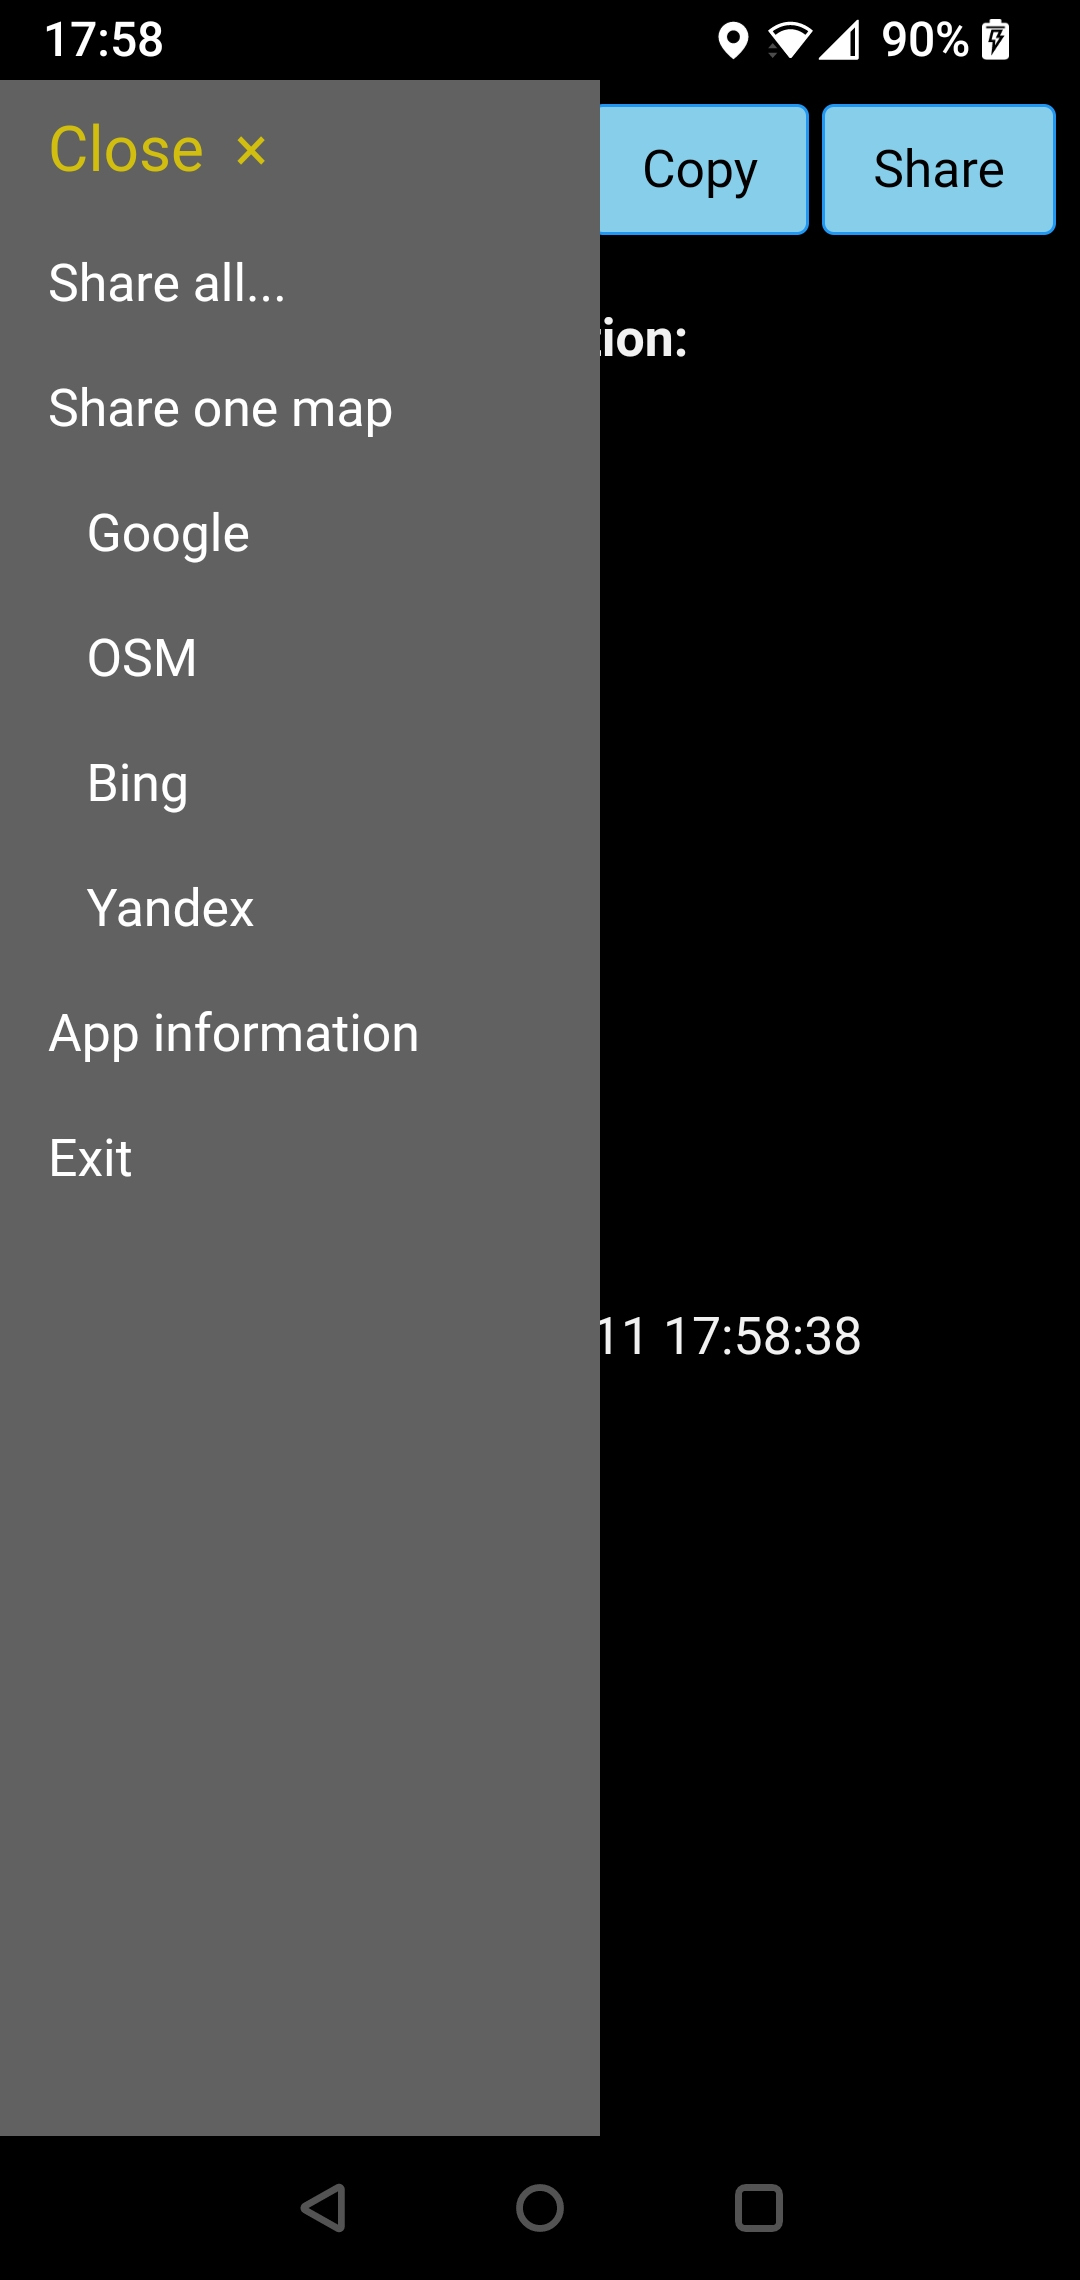 17:58 90%
Close ×
Copy Share
Share all...
tion:
Share one map
Google
OSM
Bing
Yandex
App information
Exit
11 17:58:38